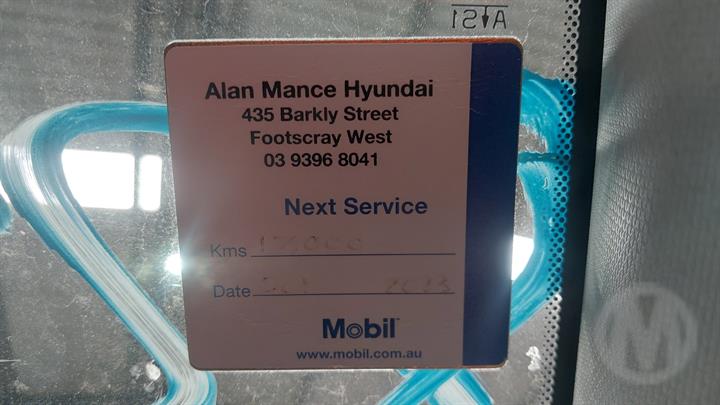 Alan Mance Hyundai
435 Barkly Street
Footscray West
03 9396 8041
Next Service
Kms
Date 2023
Mobil
www.mobil.com.au